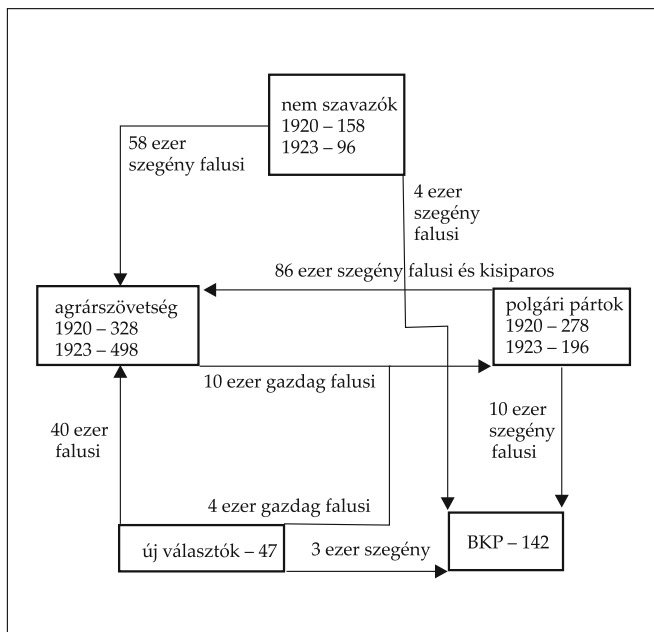 nem szavazók
1920 – 158
1923 – 96
58 ezer
szegény falusi
4 ezer
szegény
falusi
86 ezer szegény falusi és kisiparos
agrárszövetség
1920 – 328
1923 – 498
polgári pártok
1920 – 278
1923 – 196
10 ezer gazdag falusi
40 ezer
falusi
10 ezer
szegény
falusi
4 ezer gazdag falusi
új választók – 47
3 ezer szegény
BKP – 142